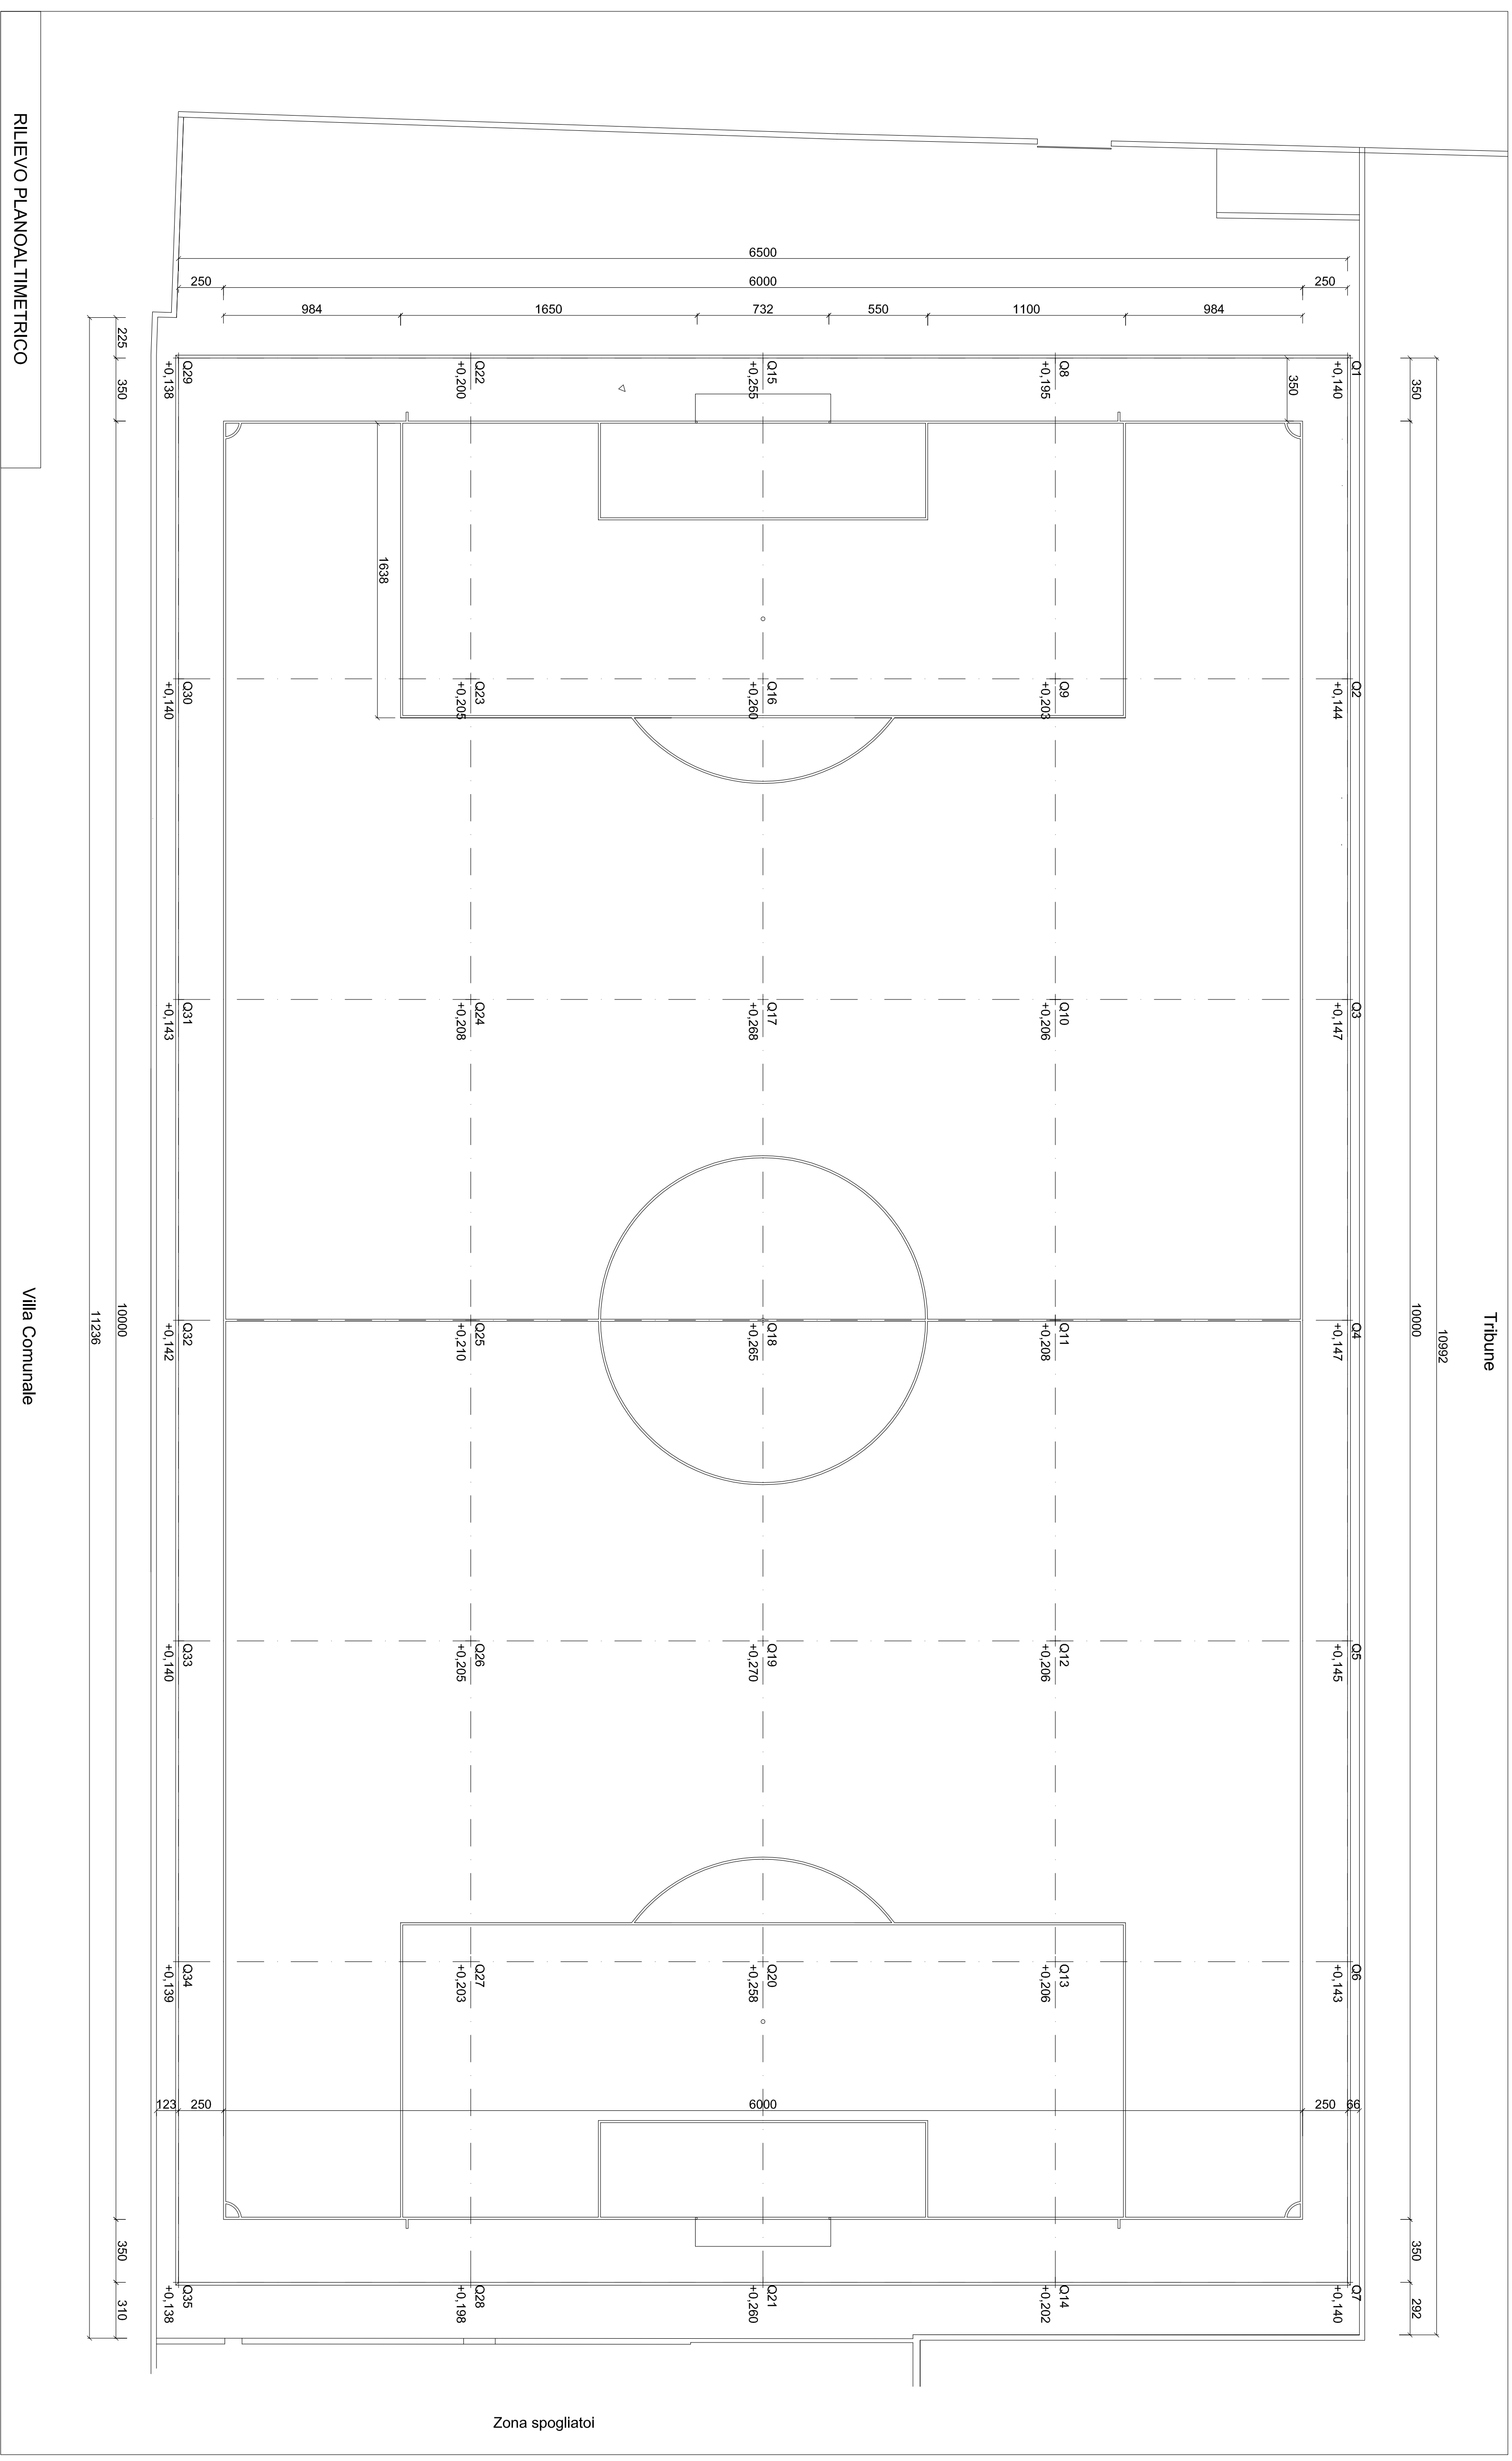 RILIEVO PLANOALTIMETRICO
Villa Comunale
Tribune
Zona spogliatoi
6500
250
6000
250
984
1650
732
550
1100
984
225
350
10000
11236
350
310
350
10000
10992
350
292
350
1638
123
250
6000
250
66
Q1
+0,140
Q2
+0,144
Q3
+0,147
Q4
+0,147
Q5
+0,145
Q6
+0,143
Q7
+0,140
Q8
+0,195
Q9
+0,203
Q10
+0,206
Q11
+0,208
Q12
+0,206
Q13
+0,206
Q14
+0,202
Q15
+0,255
Q16
+0,260
Q17
+0,268
Q18
+0,265
Q19
+0,270
Q20
+0,258
Q21
+0,260
Q22
+0,200
Q23
+0,205
Q24
+0,208
Q25
+0,210
Q26
+0,205
Q27
+0,203
Q28
+0,198
Q29
+0,138
Q30
+0,140
Q31
+0,143
Q32
+0,142
Q33
+0,140
Q34
+0,139
Q35
+0,138